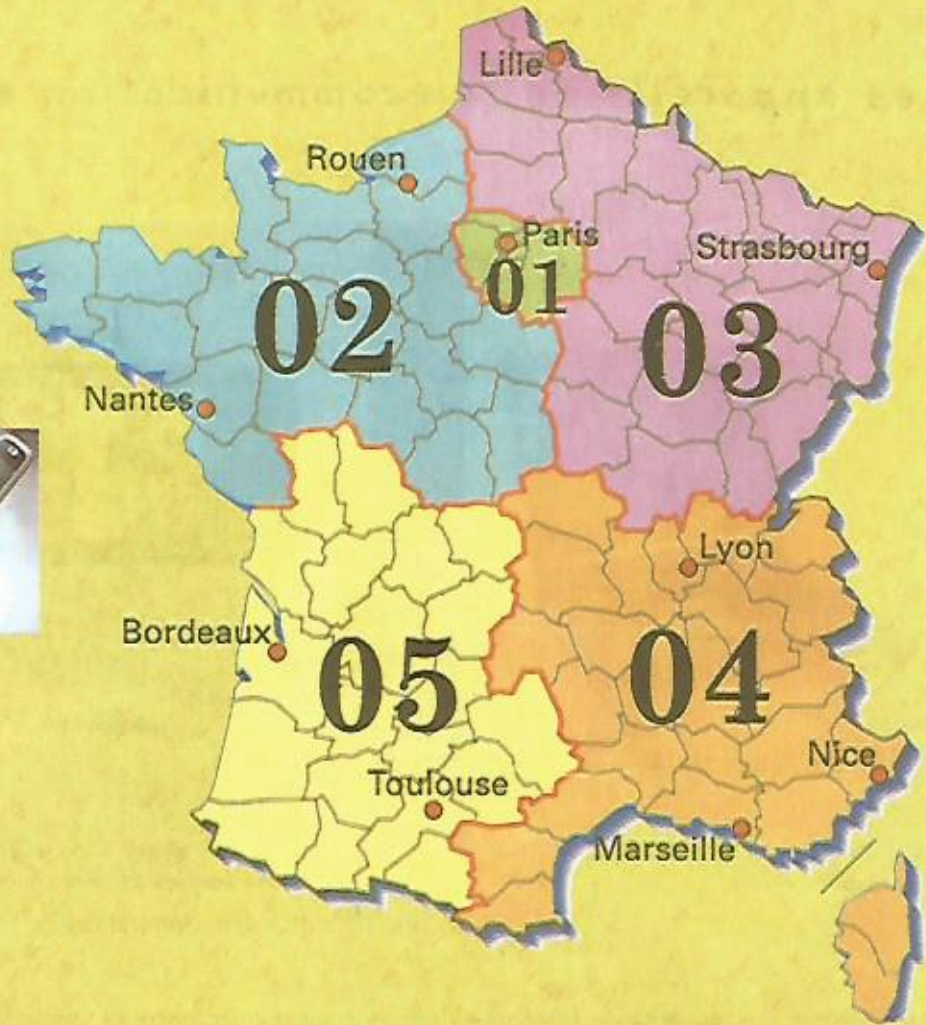 Lille
Rouen
Paris
Strasbourg
01
02
03
Nantes
Lyon
Bordeaux
05
04
Nice
Toulouse
Marseille